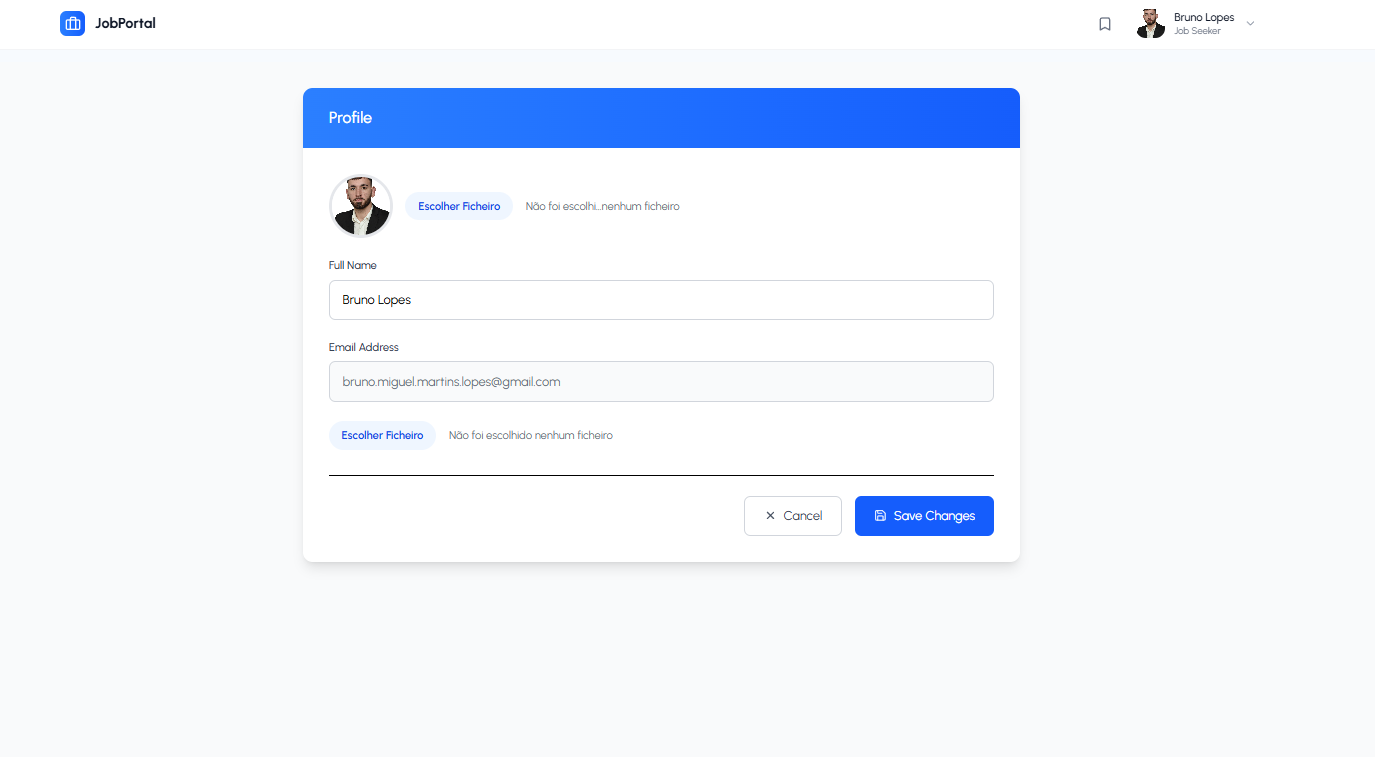 JobPortal
Bruno Lopes
Job Seeker
Profile
Escolher Ficheiro Não foi escolhi...nenhum ficheiro
Full Name
Bruno Lopes
Email Address
bruno.miguel.martins.lopes@gmail.com
Escolher Ficheiro Não foi escolhido nenhum ficheiro
Cancel Save Changes